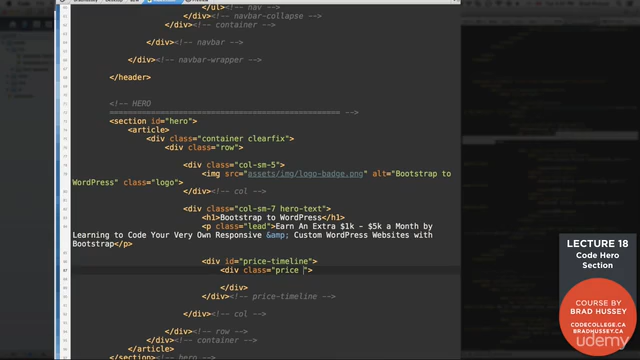 </ul><!-- nav -->
</div><!-- navbar-collapse -->
</div><!-- container -->
</div><!-- navbar -->
</div><!-- navbar-wrapper -->
</header>
<!-- HERO
================================================== -->
<section id="hero">
<article>
<div class="container clearfix">
<div class="row">
<div class="col-sm-5">
<img src="assets/img/logo-badge.png" alt="Bootstrap to
WordPress" class="logo">
</div><!-- col -->
<div class="col-sm-7 hero-text">
<h1>Bootstrap to WordPress</h1>
<p class="lead">Earn An Extra $1k - $5k a Month by
Learning to Code Your Very Own Responsive &amp; Custom WordPress Websites with
Bootstrap</p>
<div id="price-timeline">
<div class="price ">
</div>
</div><!-- price-timeline -->
</div><!-- col -->
</div><!-- row -->
</div><!-- container -->
</article>
</section><!-- hero -->
LECTURE 18
Code Hero
Section
COURSE BY
BRAD HUSSEY
CODECOLLEGE.CA
BRADHUSSEY.CA
udemy